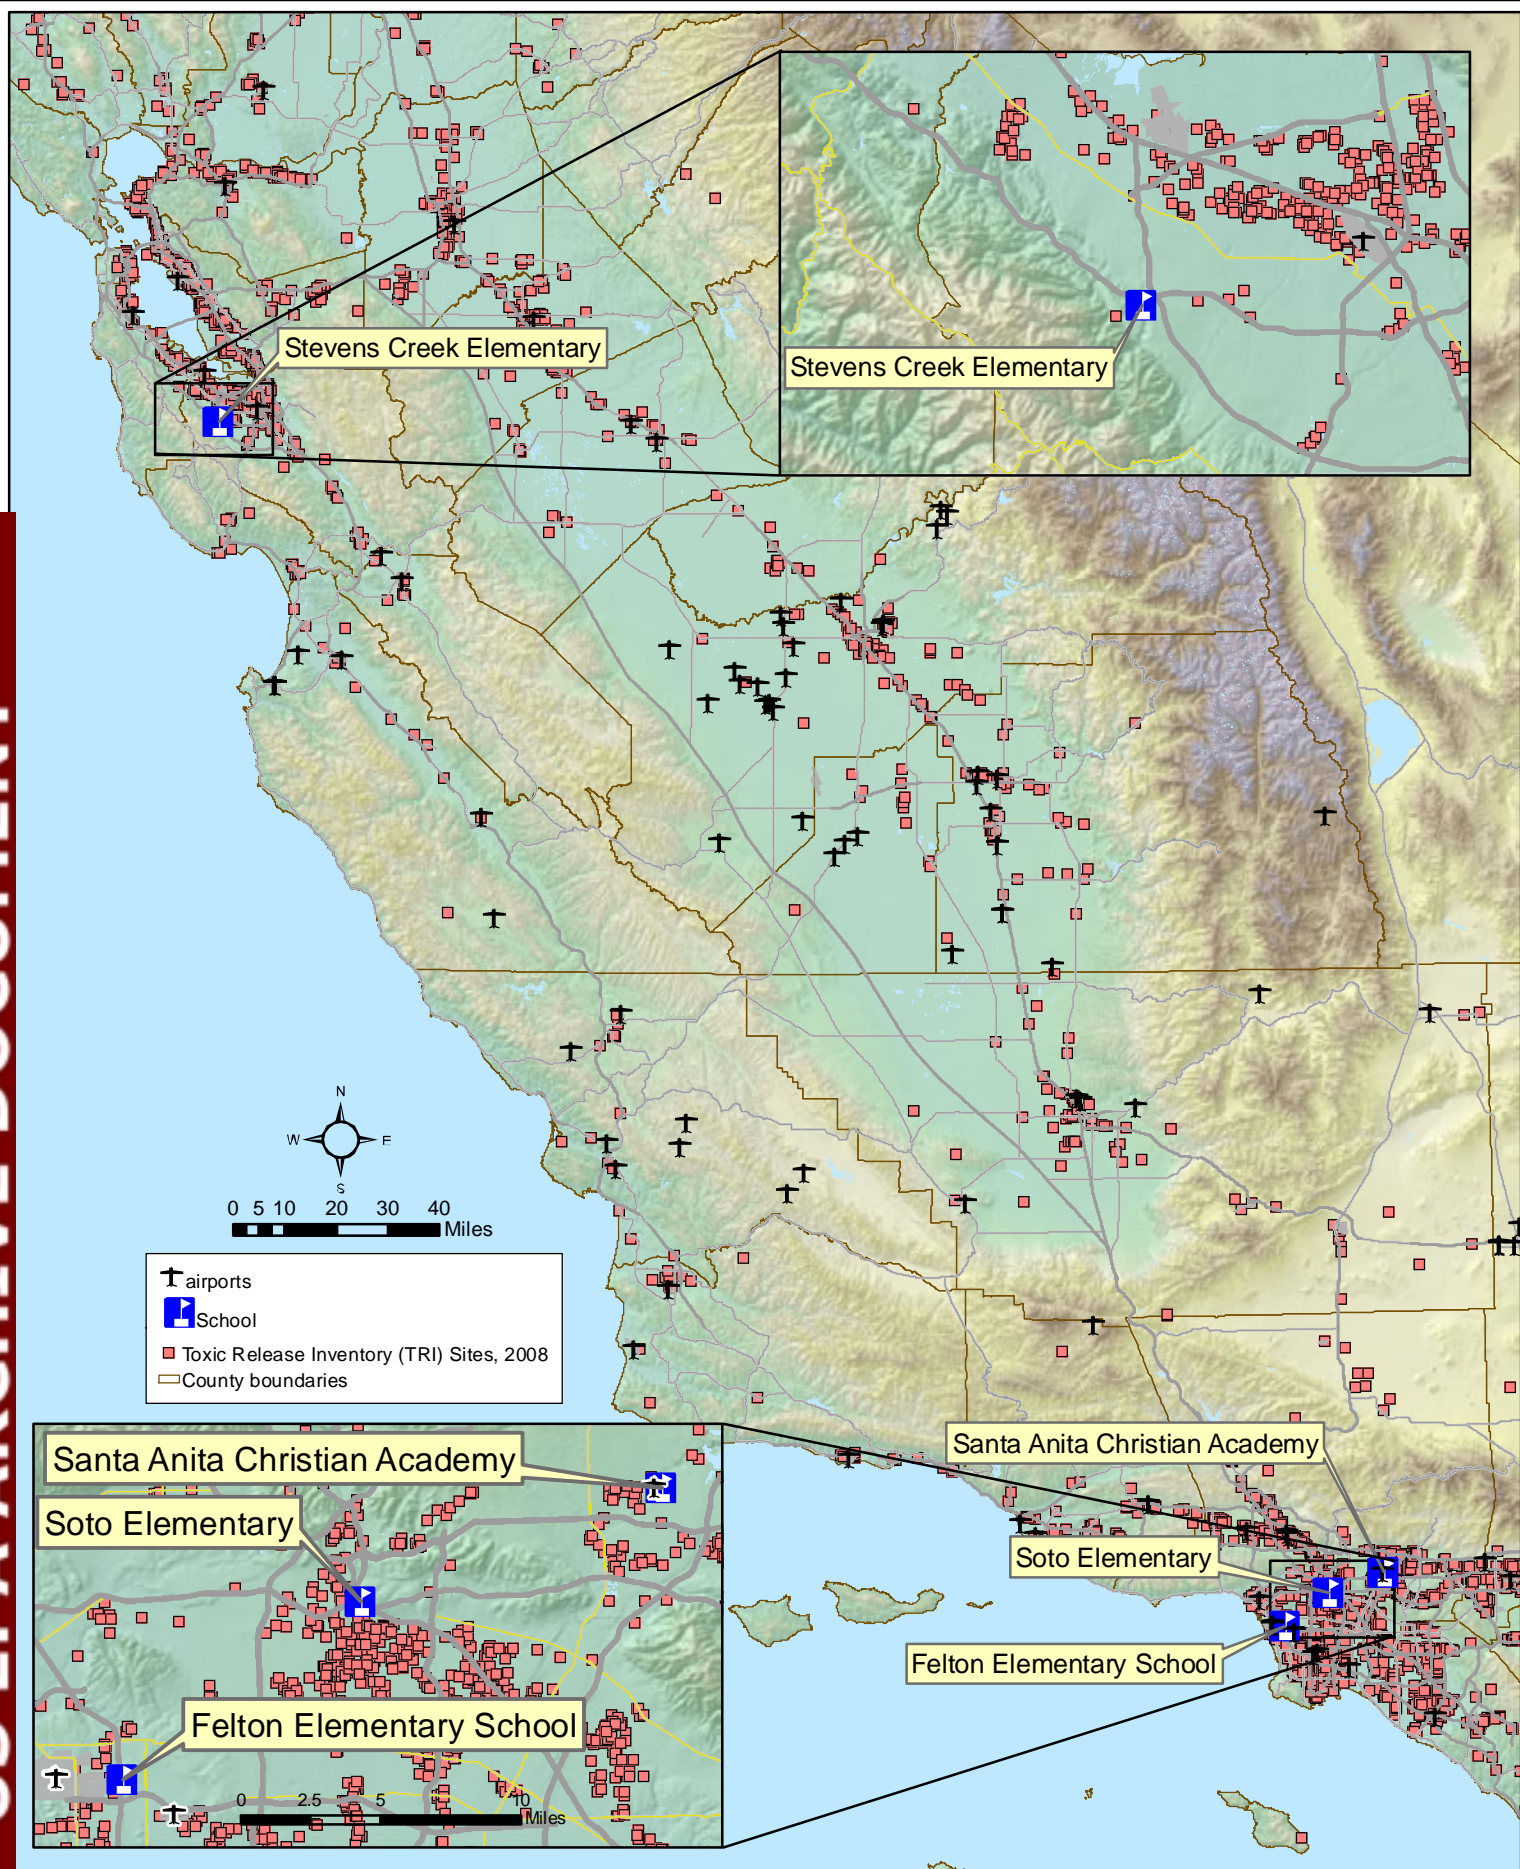 Stevens Creek Elementary
Stevens Creek Elementary
N
W
E
S
0 5 10 20 30 40
Miles
airports
School
Toxic Release Inventory (TRI) Sites, 2008
County boundaries
Santa Anita Christian Academy
Santa Anita Christian Academy
Soto Elementary
Soto Elementary
Felton Elementary School
Felton Elementary School
0 2.5 5 10
Miles